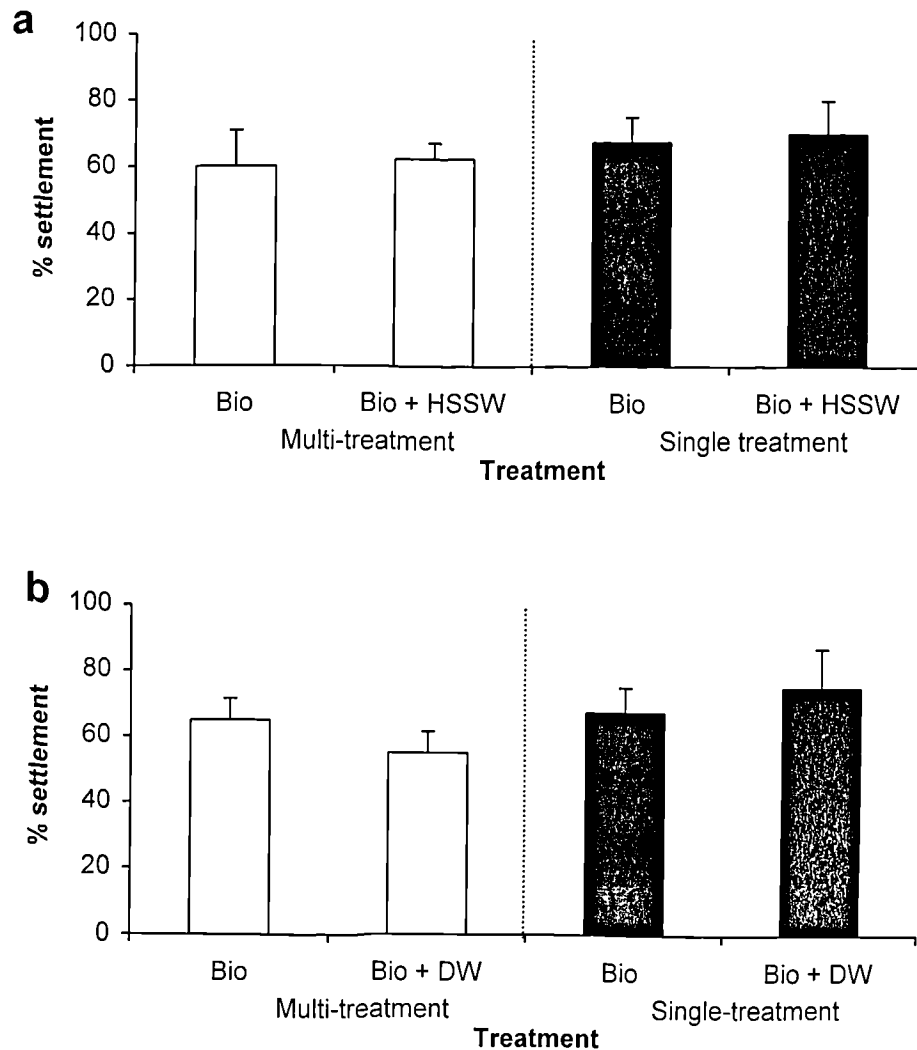 a
100
80
60
40
20
0
% settlement
Bio Bio + HSSW Bio Bio + HSSW
Multi-treatment Single treatment
Treatment
b
100
80
60
40
20
0
% settlement
Bio Bio + DW Bio Bio + DW
Multi-treatment Single-treatment
Treatment